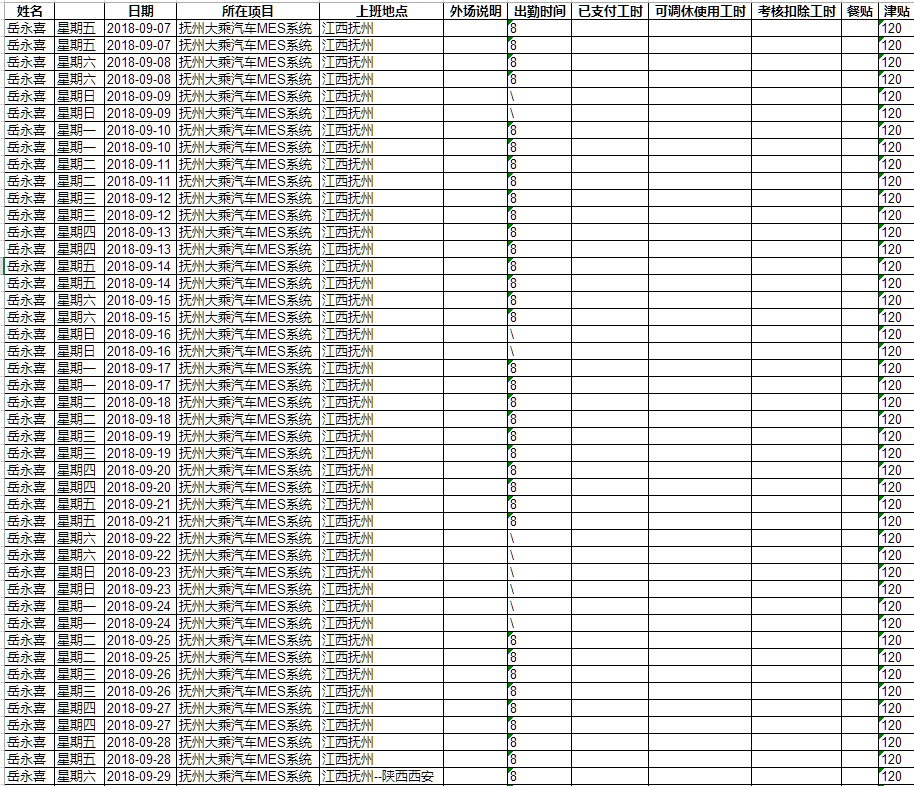 姓名 日期 所在项目 上班地点 外场说明 出勤时间 已支付工时 可调休使用工时 考核扣除工时 餐贴 津贴
岳永喜 星期五 2018-09-07 抚州大乘汽车MES系统 江西抚州 8 120
岳永喜 星期五 2018-09-07 抚州大乘汽车MES系统 江西抚州 8 120
岳永喜 星期六 2018-09-08 抚州大乘汽车MES系统 江西抚州 8 120
岳永喜 星期六 2018-09-08 抚州大乘汽车MES系统 江西抚州 8 120
岳永喜 星期日 2018-09-09 抚州大乘汽车MES系统 江西抚州 \ 120
岳永喜 星期日 2018-09-09 抚州大乘汽车MES系统 江西抚州 \ 120
岳永喜 星期一 2018-09-10 抚州大乘汽车MES系统 江西抚州 8 120
岳永喜 星期一 2018-09-10 抚州大乘汽车MES系统 江西抚州 8 120
岳永喜 星期二 2018-09-11 抚州大乘汽车MES系统 江西抚州 8 120
岳永喜 星期二 2018-09-11 抚州大乘汽车MES系统 江西抚州 8 120
岳永喜 星期三 2018-09-12 抚州大乘汽车MES系统 江西抚州 8 120
岳永喜 星期三 2018-09-12 抚州大乘汽车MES系统 江西抚州 8 120
岳永喜 星期四 2018-09-13 抚州大乘汽车MES系统 江西抚州 8 120
岳永喜 星期四 2018-09-13 抚州大乘汽车MES系统 江西抚州 8 120
岳永喜 星期五 2018-09-14 抚州大乘汽车MES系统 江西抚州 8 120
岳永喜 星期五 2018-09-14 抚州大乘汽车MES系统 江西抚州 8 120
岳永喜 星期六 2018-09-15 抚州大乘汽车MES系统 江西抚州 8 120
岳永喜 星期六 2018-09-15 抚州大乘汽车MES系统 江西抚州 8 120
岳永喜 星期日 2018-09-16 抚州大乘汽车MES系统 江西抚州 \ 120
岳永喜 星期日 2018-09-16 抚州大乘汽车MES系统 江西抚州 \ 120
岳永喜 星期一 2018-09-17 抚州大乘汽车MES系统 江西抚州 8 120
岳永喜 星期一 2018-09-17 抚州大乘汽车MES系统 江西抚州 8 120
岳永喜 星期二 2018-09-18 抚州大乘汽车MES系统 江西抚州 8 120
岳永喜 星期二 2018-09-18 抚州大乘汽车MES系统 江西抚州 8 120
岳永喜 星期三 2018-09-19 抚州大乘汽车MES系统 江西抚州 8 120
岳永喜 星期三 2018-09-19 抚州大乘汽车MES系统 江西抚州 8 120
岳永喜 星期四 2018-09-20 抚州大乘汽车MES系统 江西抚州 8 120
岳永喜 星期四 2018-09-20 抚州大乘汽车MES系统 江西抚州 8 120
岳永喜 星期五 2018-09-21 抚州大乘汽车MES系统 江西抚州 8 120
岳永喜 星期五 2018-09-21 抚州大乘汽车MES系统 江西抚州 8 120
岳永喜 星期六 2018-09-22 抚州大乘汽车MES系统 江西抚州 \ 120
岳永喜 星期六 2018-09-22 抚州大乘汽车MES系统 江西抚州 \ 120
岳永喜 星期日 2018-09-23 抚州大乘汽车MES系统 江西抚州 \ 120
岳永喜 星期日 2018-09-23 抚州大乘汽车MES系统 江西抚州 \ 120
岳永喜 星期一 2018-09-24 抚州大乘汽车MES系统 江西抚州 \ 120
岳永喜 星期一 2018-09-24 抚州大乘汽车MES系统 江西抚州 \ 120
岳永喜 星期二 2018-09-25 抚州大乘汽车MES系统 江西抚州 8 120
岳永喜 星期二 2018-09-25 抚州大乘汽车MES系统 江西抚州 8 120
岳永喜 星期三 2018-09-26 抚州大乘汽车MES系统 江西抚州 8 120
岳永喜 星期三 2018-09-26 抚州大乘汽车MES系统 江西抚州 8 120
岳永喜 星期四 2018-09-27 抚州大乘汽车MES系统 江西抚州 8 120
岳永喜 星期四 2018-09-27 抚州大乘汽车MES系统 江西抚州 8 120
岳永喜 星期五 2018-09-28 抚州大乘汽车MES系统 江西抚州 8 120
岳永喜 星期五 2018-09-28 抚州大乘汽车MES系统 江西抚州 8 120
岳永喜 星期六 2018-09-29 抚州大乘汽车MES系统 江西抚州--陕西西安 8 120